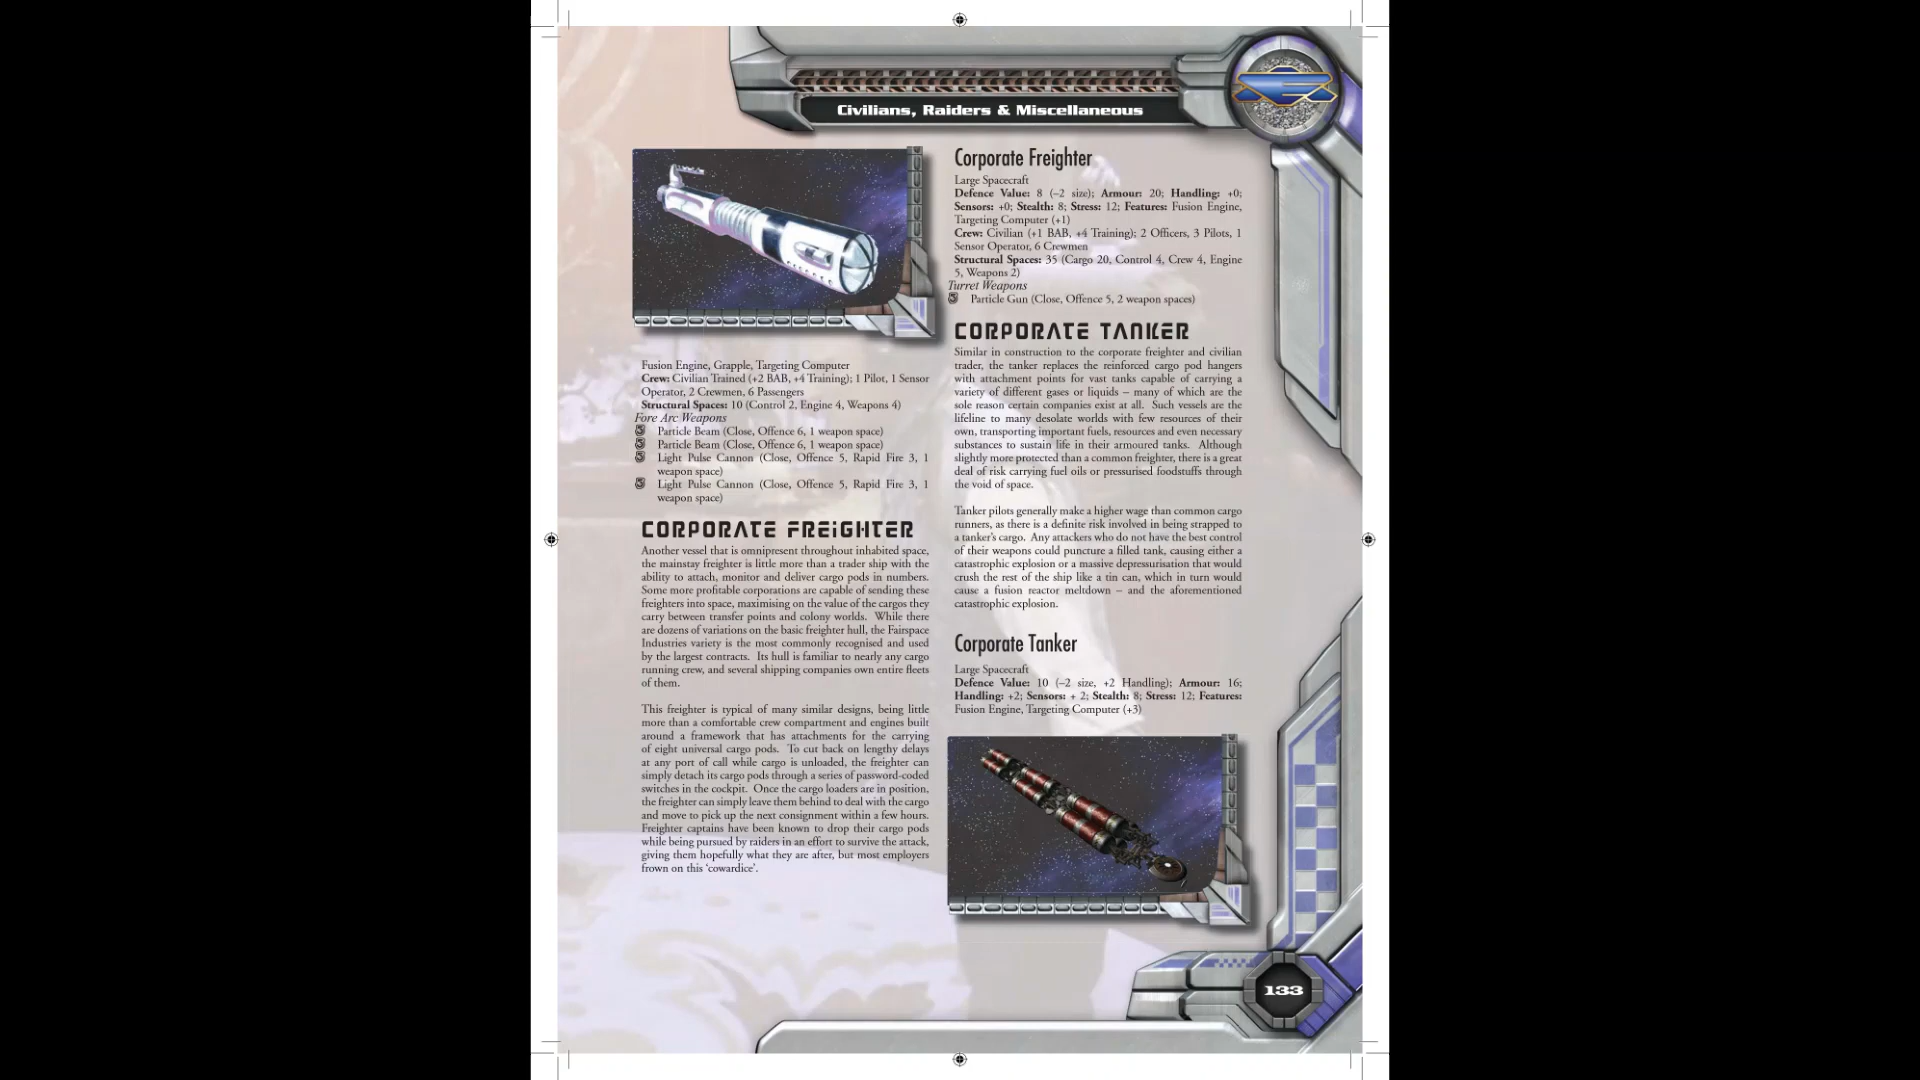 Civilians, Raiders & Miscellaneous
Fusion Engine, Grapple, Targeting Computer
Crew: Civilian Trained (+2 BAB, +4 Training); 1 Pilot, 1 Sensor
Operator, 2 Crewmen, 6 Passengers
Structural Spaces: 10 (Control 2, Engine 4, Weapons 4)
Fore Arc Weapons
Particle Beam (Close, Offence 6, 1 weapon space)
Particle Beam (Close, Offence 6, 1 weapon space)
Light Pulse Cannon (Close, Offence 5, Rapid Fire 3, 1
weapon space)
Light Pulse Cannon (Close, Offence 5, Rapid Fire 3, 1
weapon space)
CORPORATE FREiGHTER
Another vessel that is omnipresent throughout inhabited space,
the mainstay freighter is little more than a trader ship with the
ability to attach, monitor and deliver cargo pods in numbers.
Some more profitable corporations are capable of sending these
freighters into space, maximising on the value of the cargos they
carry between transfer points and colony worlds. While there
are dozens of variations on the basic freighter hull, the Fairspace
Industries variety is the most commonly recognised and used
by the largest contracts. Its hull is familiar to nearly any cargo
running crew, and several shipping companies own entire fleets
of them.
This freighter is typical of many similar designs, being little
more than a comfortable crew compartment and engines built
around a framework that has attachments for the carrying
of eight universal cargo pods. To cut back on lengthy delays
at any port of call while cargo is unloaded, the freighter can
simply detach its cargo pods through a series of password-coded
switches in the cockpit. Once the cargo loaders are in position,
the freighter can simply leave them behind to deal with the cargo
and move to pick up the next consignment within a few hours.
Freighter captains have been known to drop their cargo pods
while being pursued by raiders in an effort to survive the attack,
giving them hopefully what they are after, but most employers
frown on this ‘cowardice’.
Corporate Freighter
Large Spacecraft
Defence Value: 8 (–2 size); Armour: 20; Handling: +0;
Sensors: +0; Stealth: 8; Stress: 12; Features: Fusion Engine,
Targeting Computer (+1)
Crew: Civilian (+1 BAB, +4 Training); 2 Officers, 3 Pilots, 1
Sensor Operator, 6 Crewmen
Structural Spaces: 35 (Cargo 20, Control 4, Crew 4, Engine
5, Weapons 2)
Turret Weapons
Particle Gun (Close, Offence 5, 2 weapon spaces)
CORPORATE TANKER
Similar in construction to the corporate freighter and civilian
trader, the tanker replaces the reinforced cargo pod hangers
with attachment points for vast tanks capable of carrying a
variety of different gases or liquids – many of which are the
sole reason certain companies exist at all. Such vessels are the
lifeline to many desolate worlds with few resources of their
own, transporting important fuels, resources and even necessary
substances to sustain life in their armoured tanks. Although
slightly more protected than a common freighter, there is a great
deal of risk carrying fuel oils or pressurised foodstuffs through
the void of space.
Tanker pilots generally make a higher wage than common cargo
runners, as there is a definite risk involved in being strapped to
a tanker’s cargo. Any attackers who do not have the best control
of their weapons could puncture a filled tank, causing either a
catastrophic explosion or a massive depressurisation that would
crush the rest of the ship like a tin can, which in turn would
cause a fusion reactor meltdown – and the aforementioned
catastrophic explosion.
Corporate Tanker
Large Spacecraft
Defence Value: 10 (–2 size, +2 Handling); Armour: 16;
Handling: +2; Sensors: + 2; Stealth: 8; Stress: 12; Features:
Fusion Engine, Targeting Computer (+3)
133